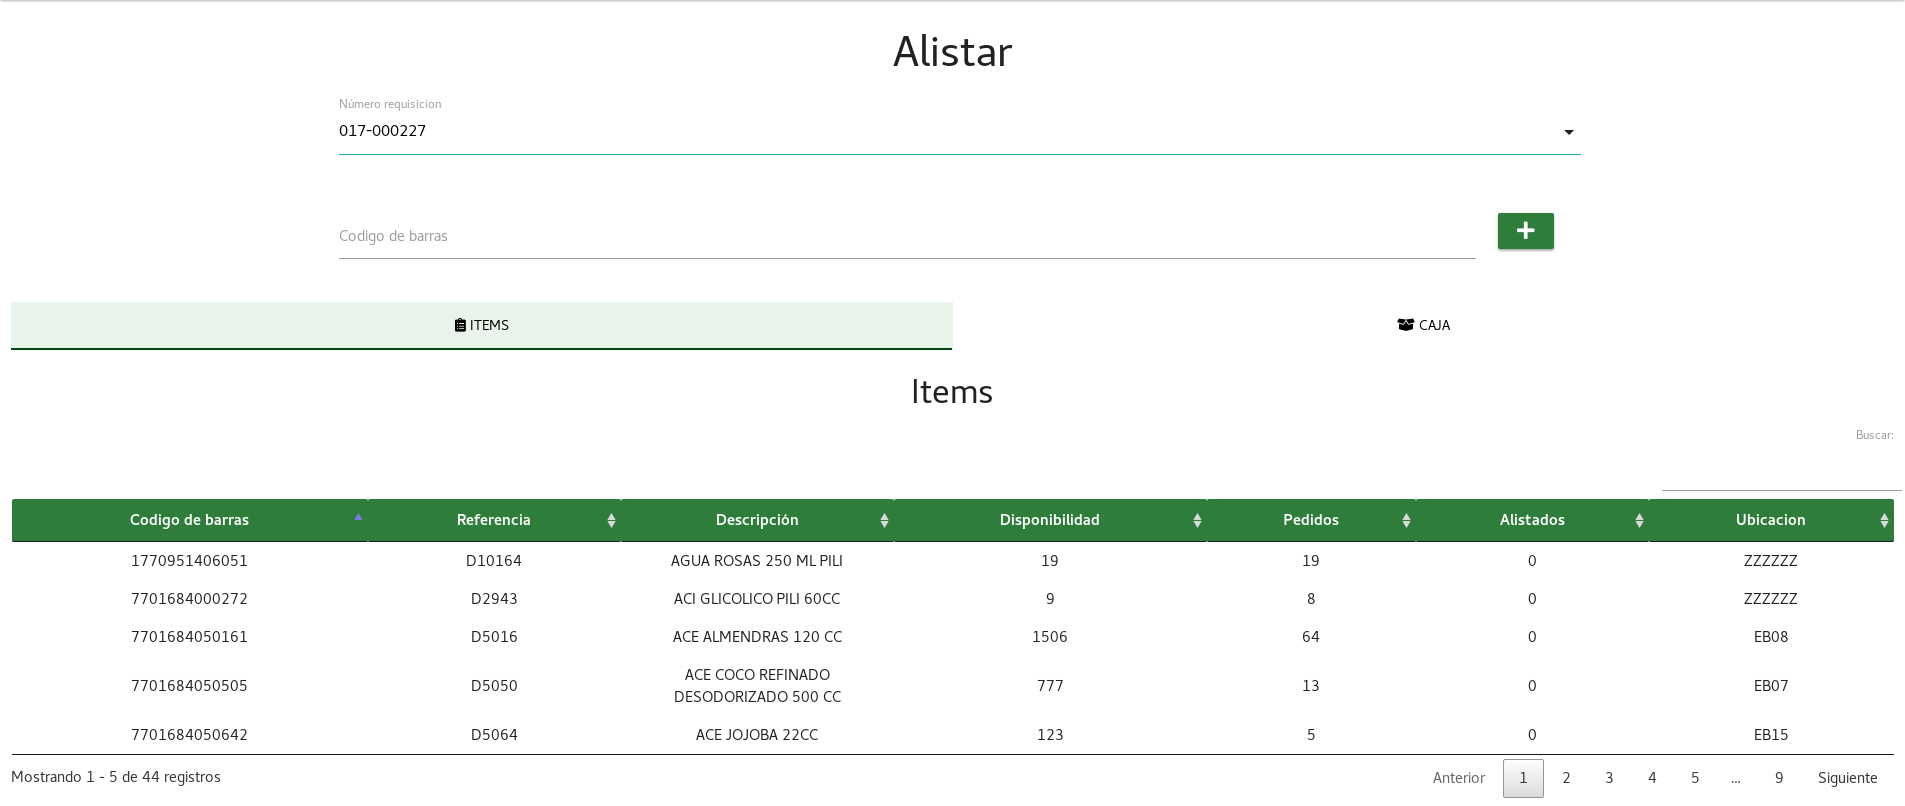 Alistar
Número requisicion
017-000227
Codigo de barras
ITEMS
CAJA
Items
Buscar:
Codigo de barras Referencia Descripción Disponibilidad Pedidos Alistados Ubicacion
1770951406051 D10164 AGUA ROSAS 250 ML PILI 19 19 0 ZZZZZZ
7701684000272 D2943 ACI GLICOLICO PILI 60CC 9 8 0 ZZZZZZ
7701684050161 D5016 ACE ALMENDRAS 120 CC 1506 64 0 EB08
7701684050505 D5050 ACE COCO REFINADO
DESODORIZADO 500 CC 777 13 0 EB07
7701684050642 D5064 ACE JOJOBA 22CC 123 5 0 EB15
Mostrando 1 - 5 de 44 registros
Anterior 1 2 3 4 5 ... 9 Siguiente